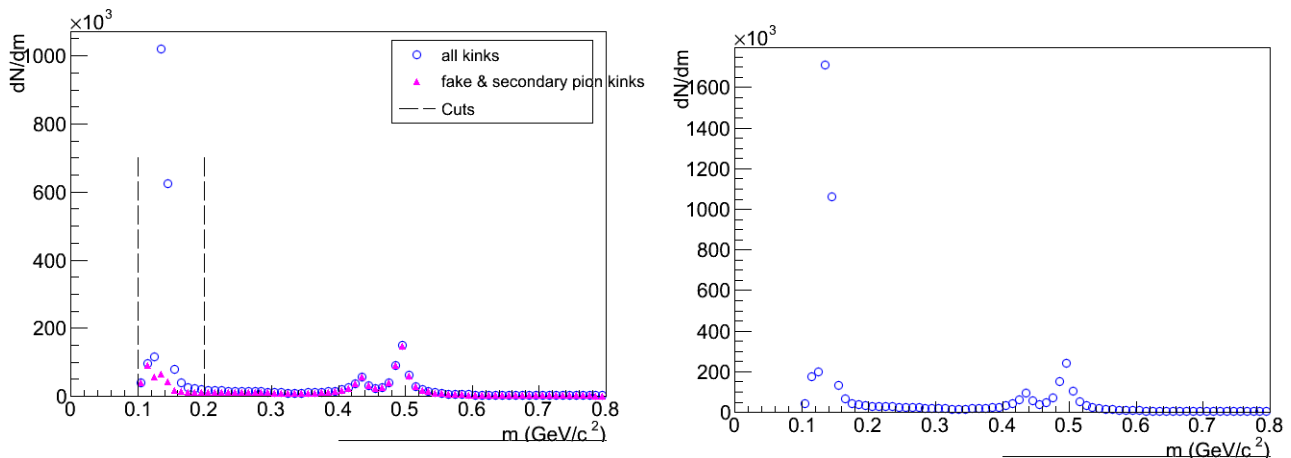 ×10³
dN/dm
1000
800
600
400
200
0
all kinks
fake & secondary pion kinks
Cuts
0 0.1 0.2 0.3 0.4 0.5 0.6 0.7 0.8
m (GeV/c²)
×10³
dN/dm
1600
1400
1200
1000
800
600
400
200
0
0 0.1 0.2 0.3 0.4 0.5 0.6 0.7 0.8
m (GeV/c²)